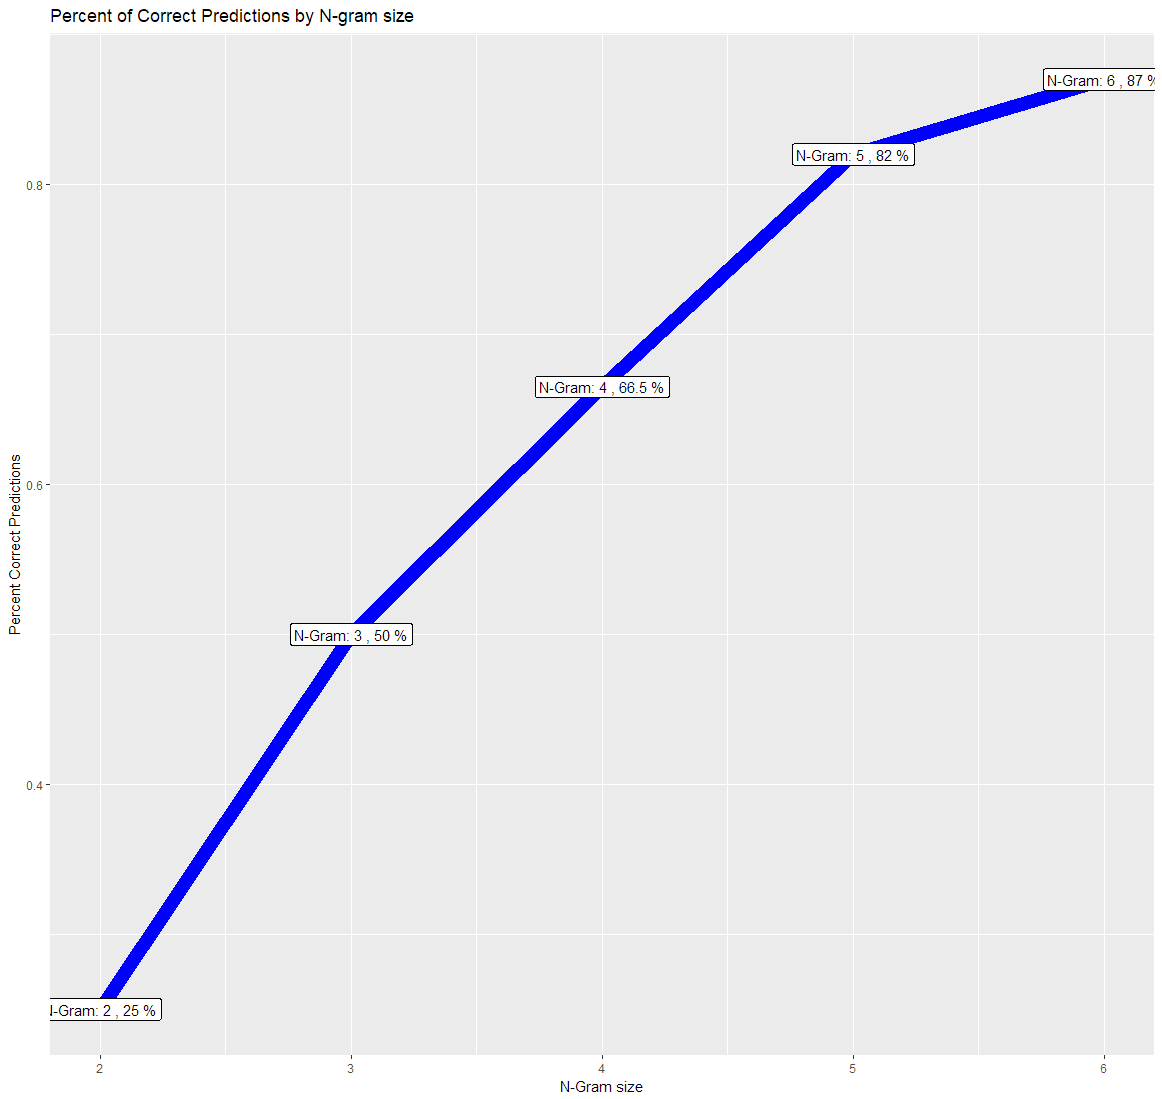 Percent of Correct Predictions by N-gram size
N-Gram: 6 , 87 %
N-Gram: 5 , 82 %
0.8
N-Gram: 4 , 66.5 %
0.6
Percent Correct Predictions
N-Gram: 3 , 50 %
0.4
N-Gram: 2 , 25 %
2 3 4 5 6
N-Gram size